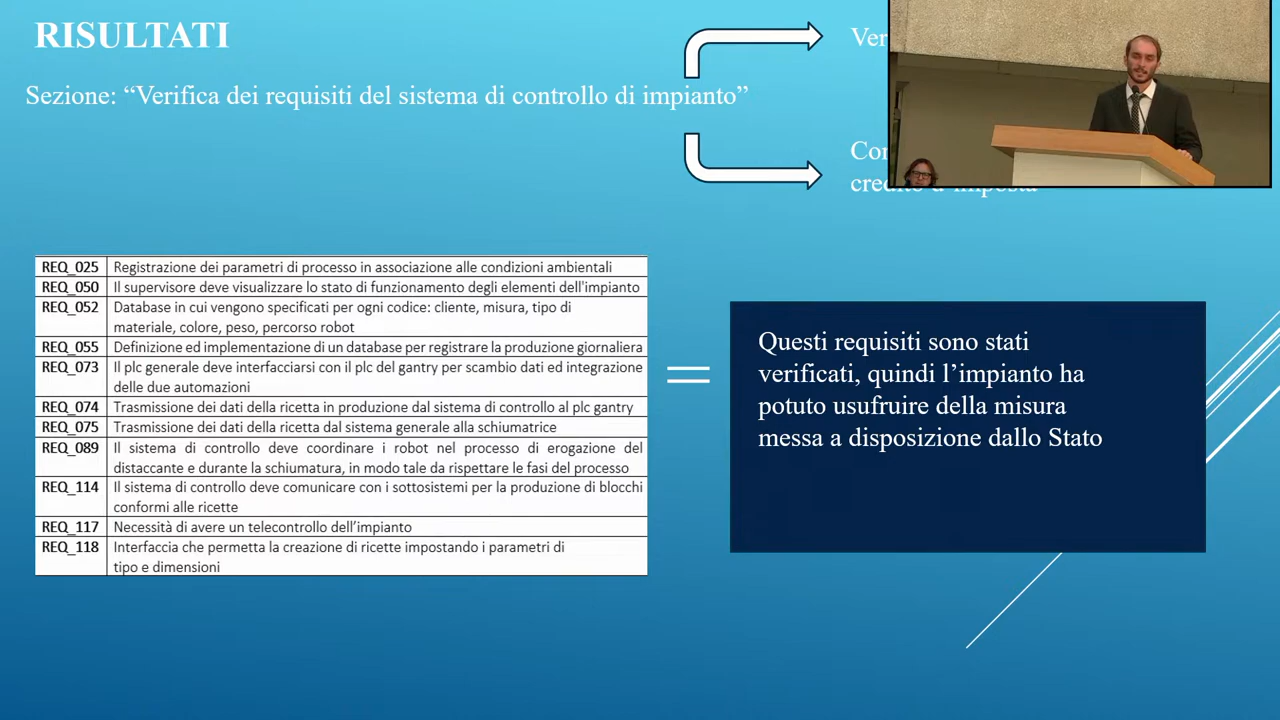 RISULTATI
Sezione: “Verifica dei requisiti del sistema di controllo di impianto”
REQ_025 Registrazione dei parametri di processo in associazione alle condizioni ambientali
REQ_050 Il supervisore deve visualizzare lo stato di funzionamento degli elementi dell'impianto
REQ_052 Database in cui vengono specificati per ogni codice: cliente, misura, tipo di
materiale, colore, peso, percorso robot
REQ_055 Definizione ed implementazione di un database per registrare la produzione giornaliera
REQ_073 Il plc generale deve interfacciarsi con il plc del gantry per scambio dati ed integrazione
delle due automazioni
REQ_074 Trasmissione dei dati della ricetta in produzione dal sistema di controllo al plc gantry
REQ_075 Trasmissione dei dati della ricetta dal sistema generale alla schiumatrice
REQ_089 Il sistema di controllo deve coordinare i robot nel processo di erogazione del
distaccante e durante la schiumatura, in modo tale da rispettare le fasi del processo
REQ_114 Il sistema di controllo deve comunicare con i sottosistemi per la produzione di blocchi
conformi alle ricette
REQ_117 Necessità di avere un telecontrollo dell’impianto
REQ_118 Interfaccia che permetta la creazione di ricette impostando i parametri di
tipo e dimensioni
Questi requisiti sono stati
verificati, quindi l’impianto ha
potuto usufruire della misura
messa a disposizione dallo Stato